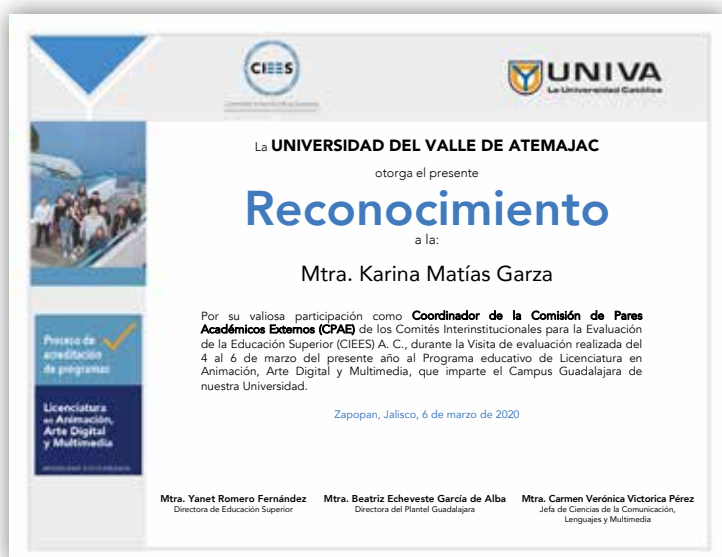 CIEES
UNIVA
La Universidad Católica
La UNIVERSIDAD DEL VALLE DE ATEMAJAC
otorga el presente
Reconocimiento
a la:
Mtra. Karina Matías Garza
Por su valiosa participación como Coordinador de la Comisión de Pares
Académicos Externos (CPAE) de los Comités Interinstitucionales para la Evaluación
de la Educación Superior (CIEES) A. C., durante la Visita de evaluación realizada del
4 al 6 de marzo del presente año al Programa educativo de Licenciatura en
Animación, Arte Digital y Multimedia, que imparte el Campus Guadalajara de
nuestra Universidad.
Zapopan, Jalisco, 6 de marzo de 2020
Proceso de
acreditación
de programas
Licenciatura
en Animación,
Arte Digital
y Multimedia
Mtra. Yanet Romero Fernández
Directora de Educación Superior
Mtra. Beatriz Echeveste García de Alba
Directora del Plantel Guadalajara
Mtra. Carmen Verónica Victorica Pérez
Jefa de Ciencias de la Comunicación,
Lenguajes y Multimedia